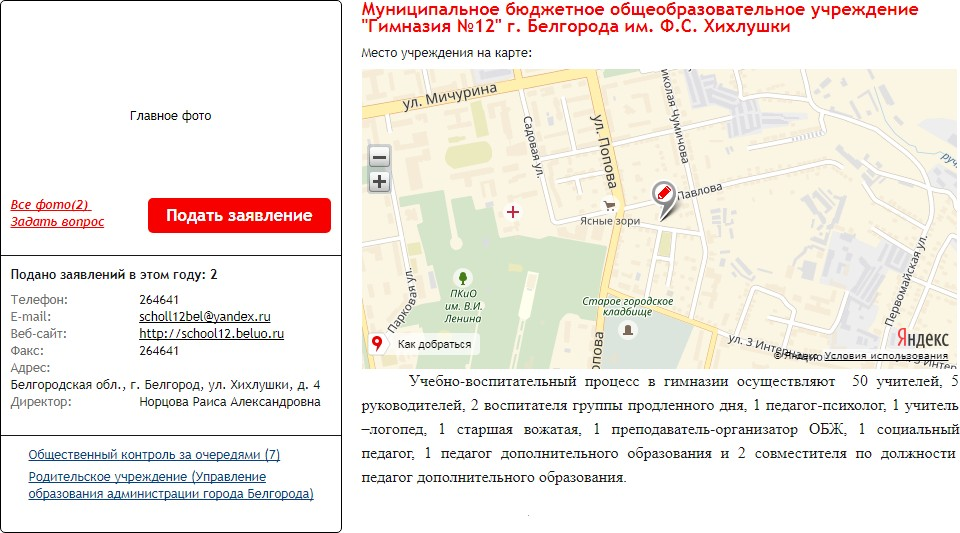 Главное фото
Все фото(2)
Задать вопрос
Подать заявление
Подано заявлений в этом году: 2
Телефон: 264641
E-mail: scholl12bel@yandex.ru
Веб-сайт: http://school12.beluo.ru
Факс: 264641
Адрес:
Белгородская обл., г. Белгород, ул. Хихлушки, д. 4
Директор: Норцова Раиса Александровна
Общественный контроль за очередями (7)
Родительское учреждение (Управление
образования администрации города Белгорода)
Муниципальное бюджетное общеобразовательное учреждение
"Гимназия №12" г. Белгорода им. Ф.С. Хихлушки
Место учреждения на карте:
ул. Мичурина
Садовая ул.
ул. Попова
иколая Чумичова
Павлова
Ясные зори
ручь
ПКиО
им. В.И.
Ленина
Парковая ул.
Старое городское
кладбище
Первомайская ул.
Попова
ул. 3 Интернац
Как добраться
Яндекс
© Яндекс Условия использования
Учебно-воспитательный процесс в гимназии осуществляют 50 учителей, 5
руководителей, 2 воспитателя группы продленного дня, 1 педагог-психолог, 1 учитель
–логопед, 1 старшая вожатая, 1 преподаватель-организатор ОБЖ, 1 социальный
педагог, 1 педагог дополнительного образования и 2 совместителя по должности
педагог дополнительного образования.